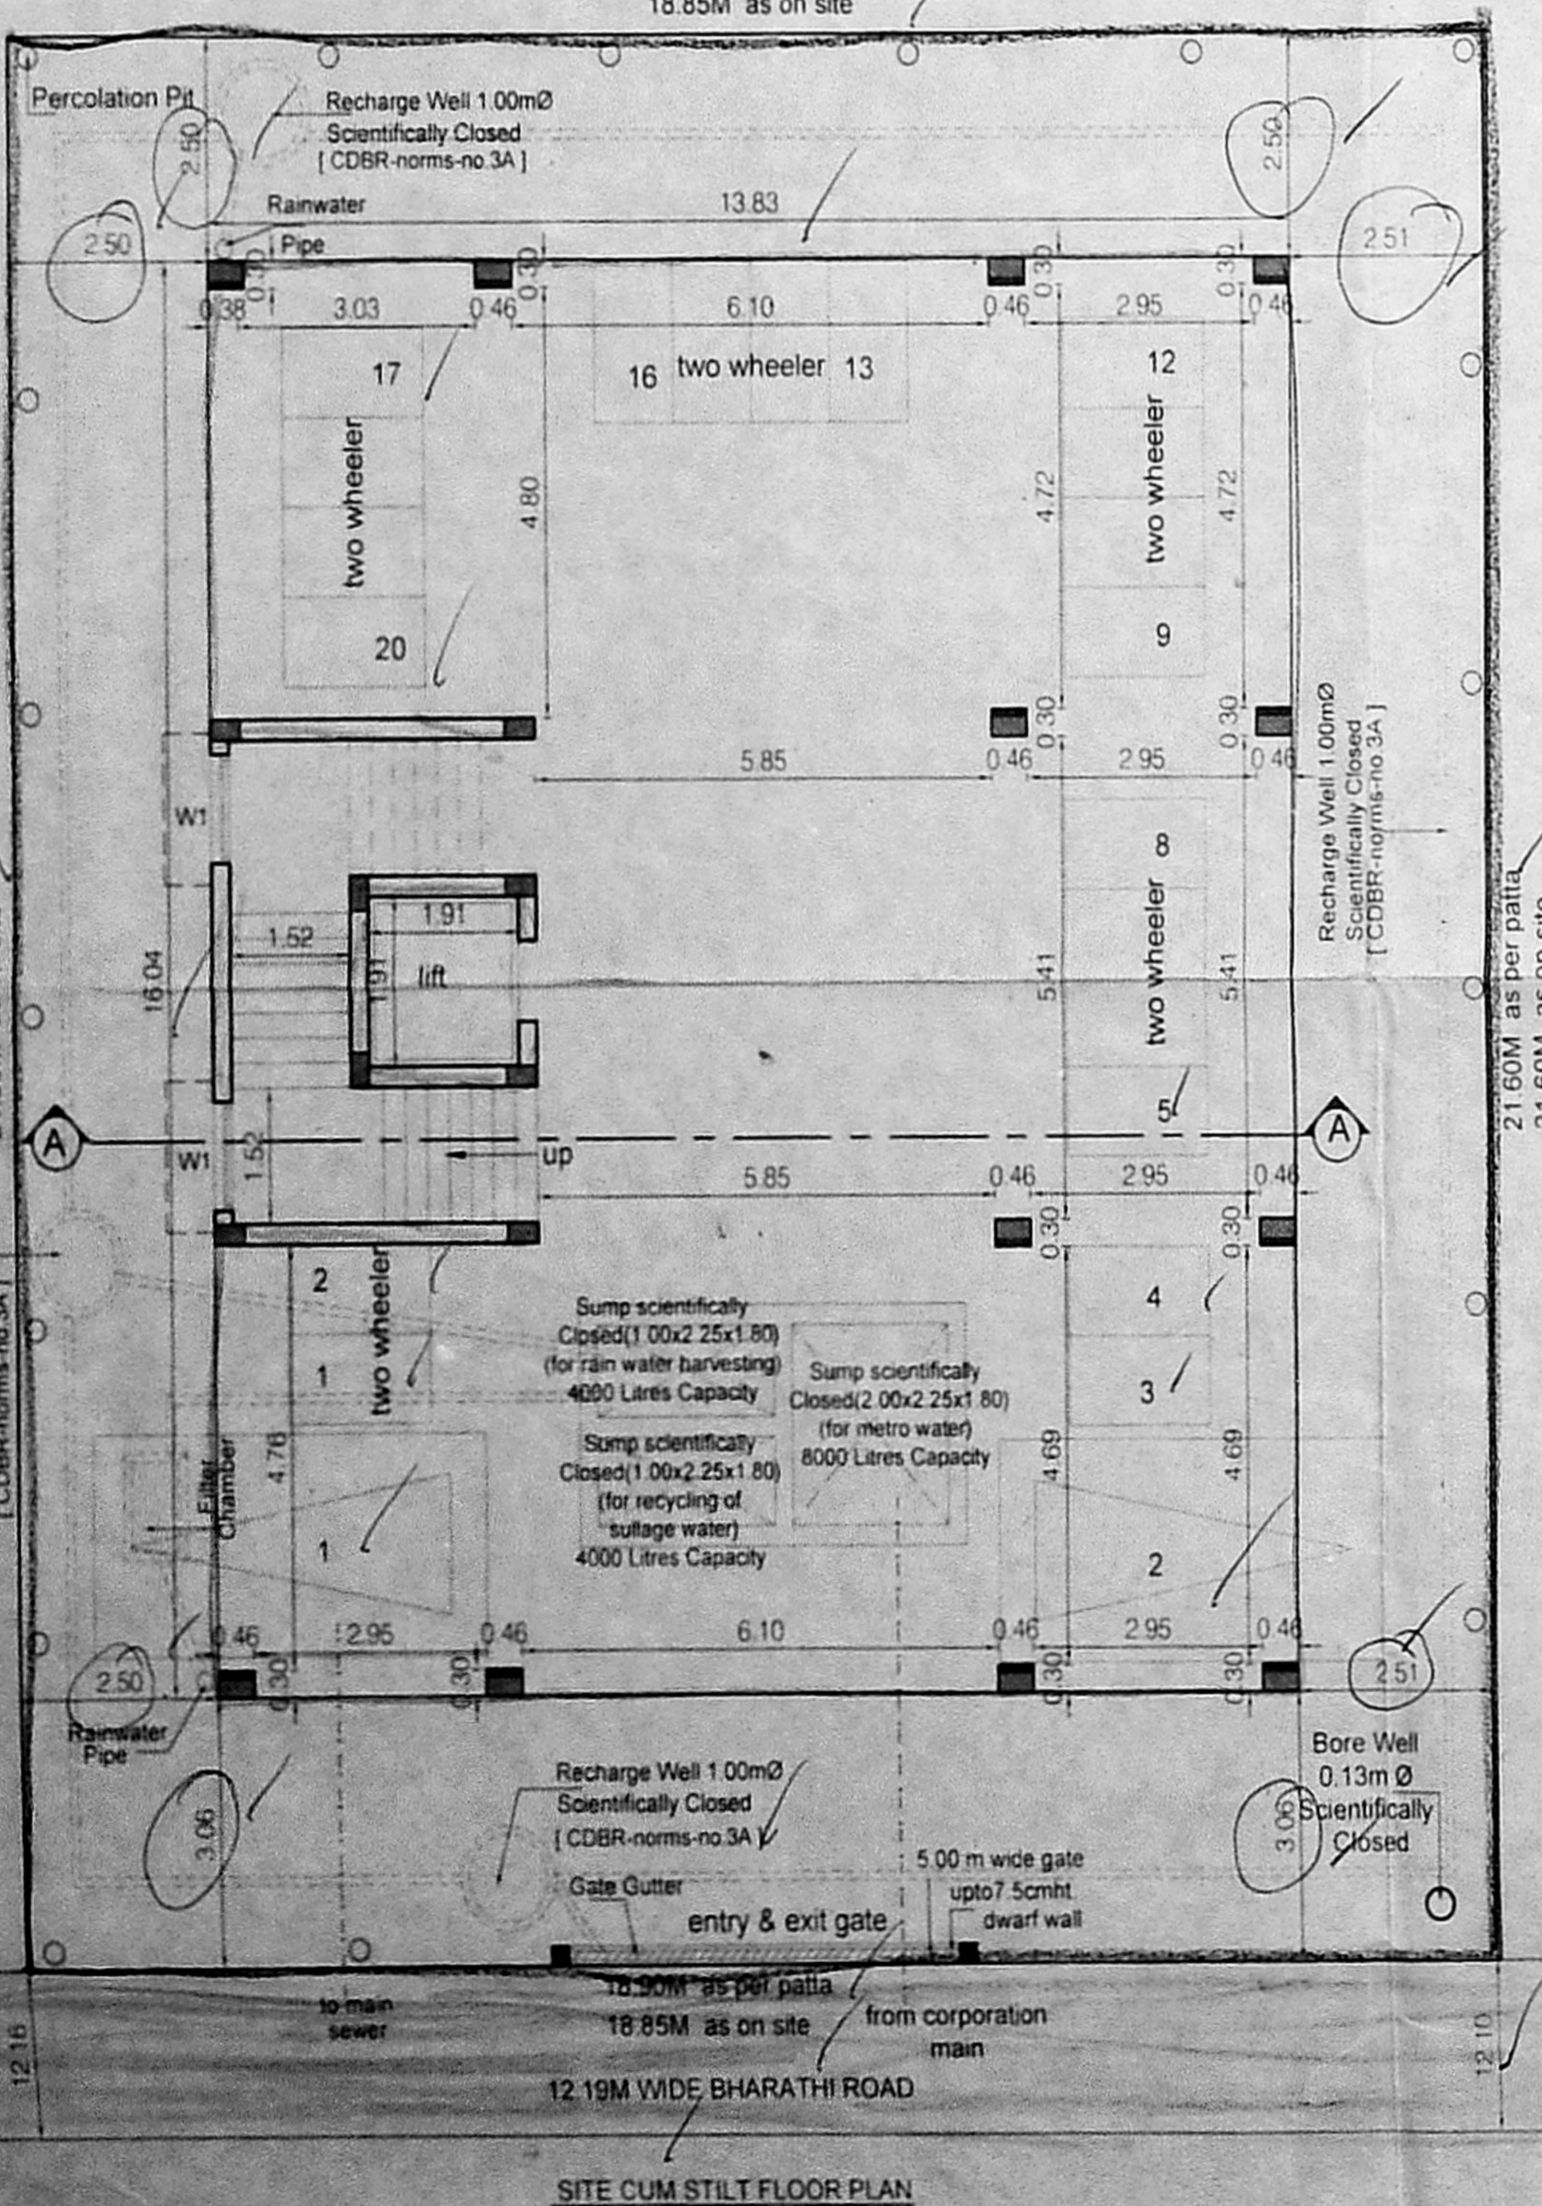 18.85M as on site
Percolation Pit
Recharge Well 1.00mØ
Scientifically Closed
[ CDBR-norms-no.3A ]
2.50
2.50
Rainwater
Pipe
13.83
2.50
2.51
0.30
0.30
0.30
0.30
0.38
3.03
0.46
6.10
0.46
2.95
0.46
17
two wheeler
20
16 two wheeler 13
12
two wheeler
9
4.80
4.72
4.72
0.30
0.30
5.85
0.46
2.95
0.46
W1
Recharge Well 1.00mØ
Scientifically Closed
[ CDBR-norms-no.3A ]
8
two wheeler
5
1.52
1.91
1.91
lift
16.04
5.41
5.41
21.60M as per patta
21.60M as on site
A
A
W1
1.52
up
5.85
0.46
2.95
0.46
0.30
0.30
2
two wheeler
1
Sump scientifically
Closed(1.00x2.25x1.80)
(for rain water harvesting)
4000 Litres Capacity
Sump scientifically
Closed(2.00x2.25x1.80)
(for metro water)
8000 Litres Capacity
Sump scientifically
Closed(1.00x2.25x1.80)
(for recycling of
sullage water)
4000 Litres Capacity
4
3
[ CDBR-norms-no.3A ]
Filter
Chamber
4.76
4.69
4.69
1
2
0.46
2.95
0.46
6.10
0.46
2.95
0.46
2.50
0.30
0.30
0.30
0.30
2.51
Rainwater
Pipe
3.06
Recharge Well 1.00mØ
Scientifically Closed
[ CDBR-norms-no.3A ]
Gate Gutter
entry & exit gate
5.00 m wide gate
upto7.5cmht.
dwarf wall
3.06
Bore Well
0.13m Ø
Scientifically
Closed
18.90M as per patta
18.85M as on site
to main
sewer
from corporation
main
12.16
12.10
12.19M WIDE BHARATHI ROAD
SITE CUM STILT FLOOR PLAN